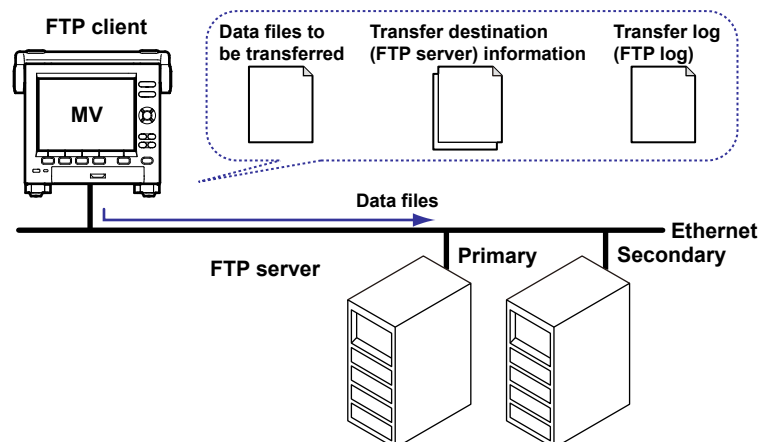 FTP client
Data files to
be transferred
Transfer destination
(FTP server) information
Transfer log
(FTP log)
MV
Data files
Ethernet
FTP server
Primary
Secondary